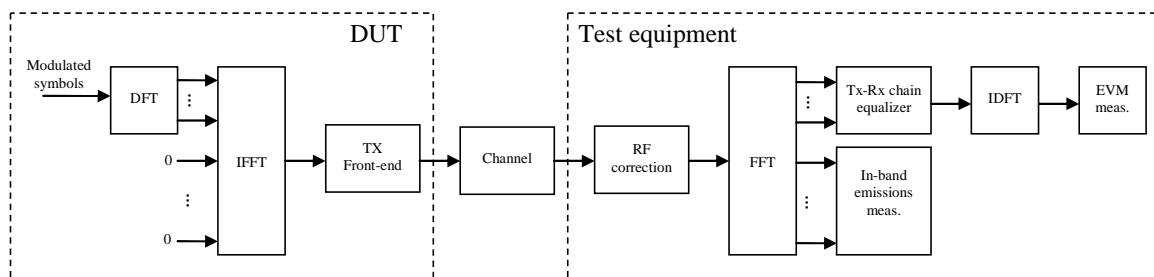 DUT
Test equipment
Modulated
symbols
DFT
...
0
...
0
IFFT
TX
Front-end
Channel
RF
correction
FFT
...
...
Tx-Rx chain
equalizer
In-band
emissions
meas.
IDFT
EVM
meas.